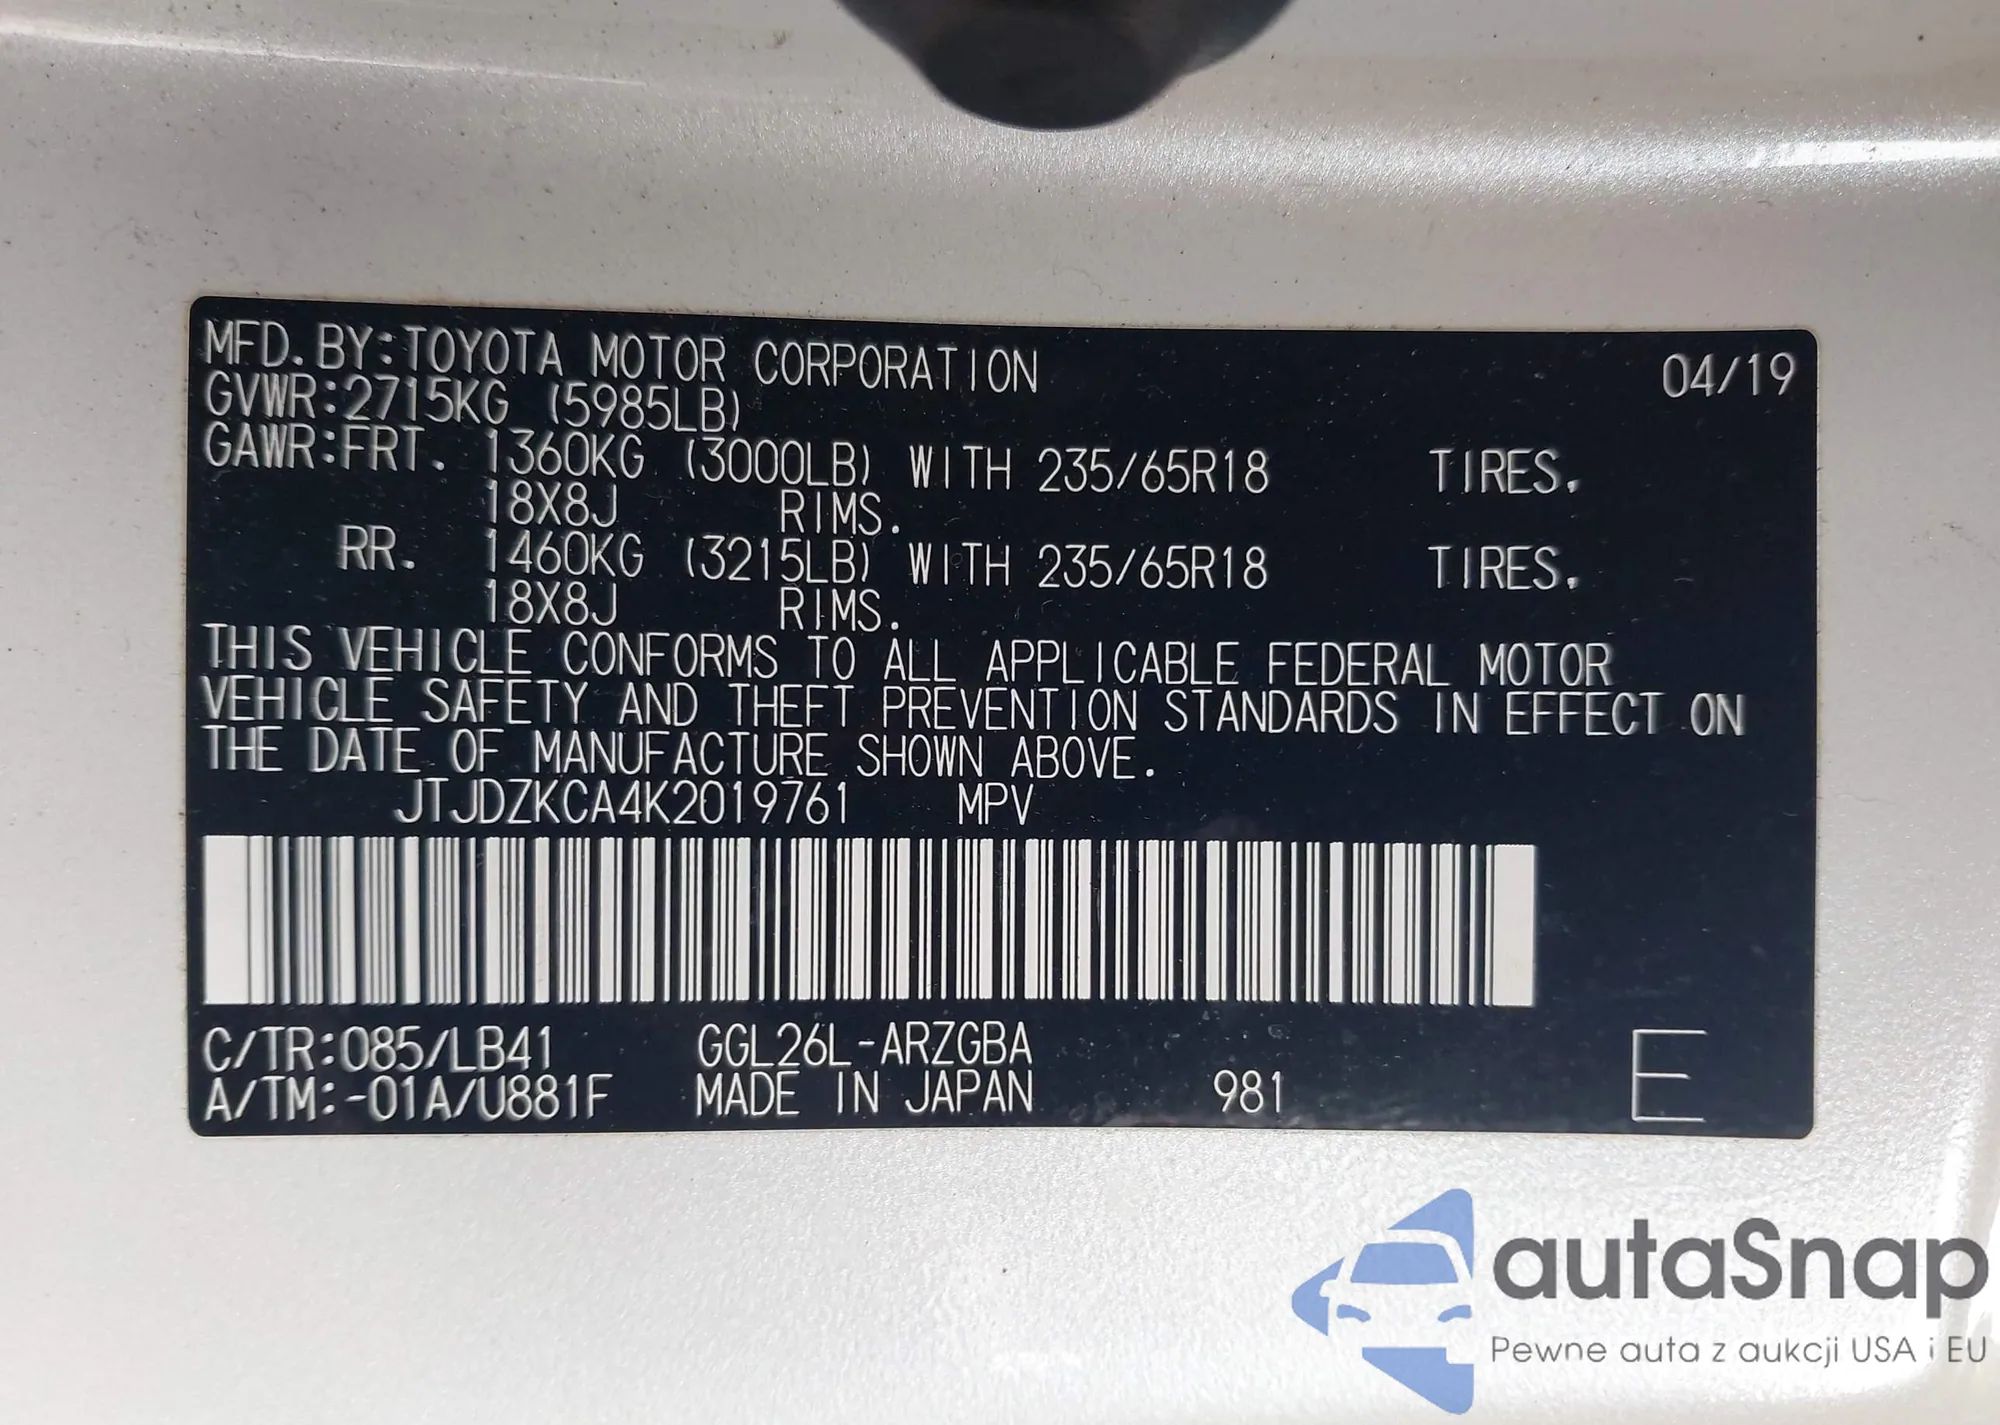 MFD. BY: TOYOTA MOTOR CORPORATION 04/19
GVWR: 2715KG (5985LB)
GAWR: FRT. 1360KG (3000LB) WITH 235/65R18 TIRES.
18X8J RIMS.
RR. 1460KG (3215LB) WITH 235/65R18 TIRES.
18X8J RIMS.
THIS VEHICLE CONFORMS TO ALL APPLICABLE FEDERAL MOTOR
VEHICLE SAFETY AND THEFT PREVENTION STANDARDS IN EFFECT ON
THE DATE OF MANUFACTURE SHOWN ABOVE.
JTJDZKCA4K2019761 MPV
C/TR: 085/LB41 GGL26L-ARZGBA
A/TM: -01A/U881F MADE IN JAPAN 981 E
autaSnap
Pewne auta z aukcji USA i EU